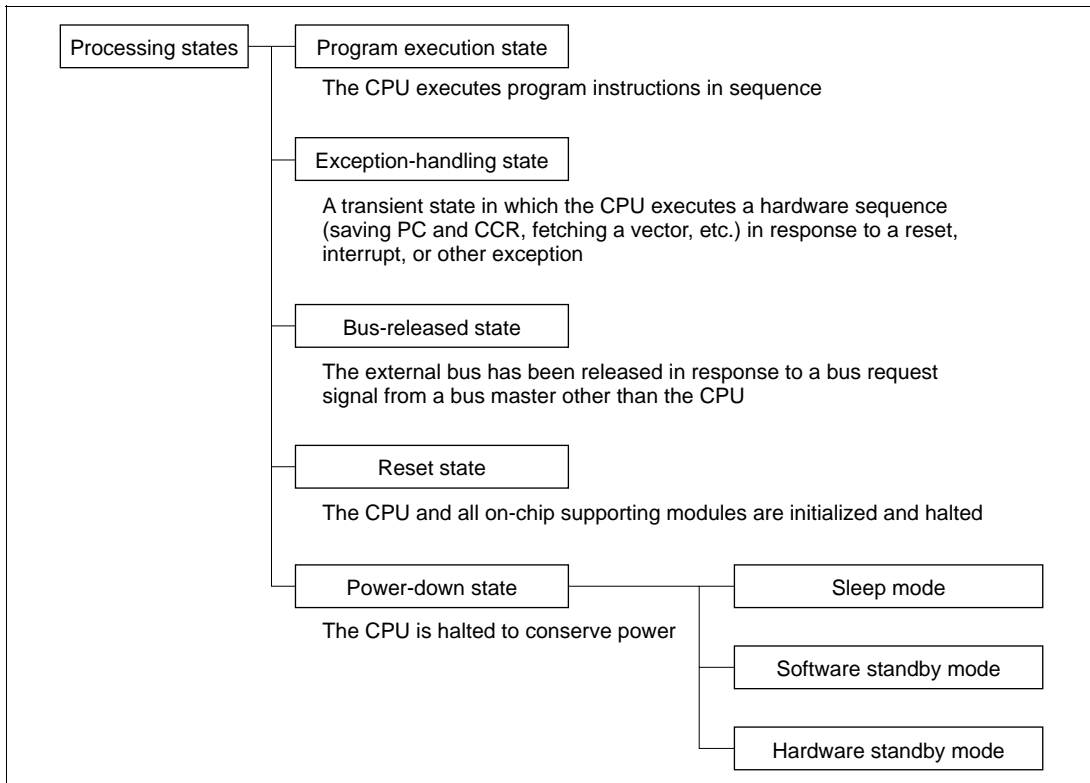 Processing states
Program execution state
The CPU executes program instructions in sequence
Exception-handling state
A transient state in which the CPU executes a hardware sequence
(saving PC and CCR, fetching a vector, etc.) in response to a reset,
interrupt, or other exception
Bus-released state
The external bus has been released in response to a bus request
signal from a bus master other than the CPU
Reset state
The CPU and all on-chip supporting modules are initialized and halted
Power-down state
The CPU is halted to conserve power
Sleep mode
Software standby mode
Hardware standby mode